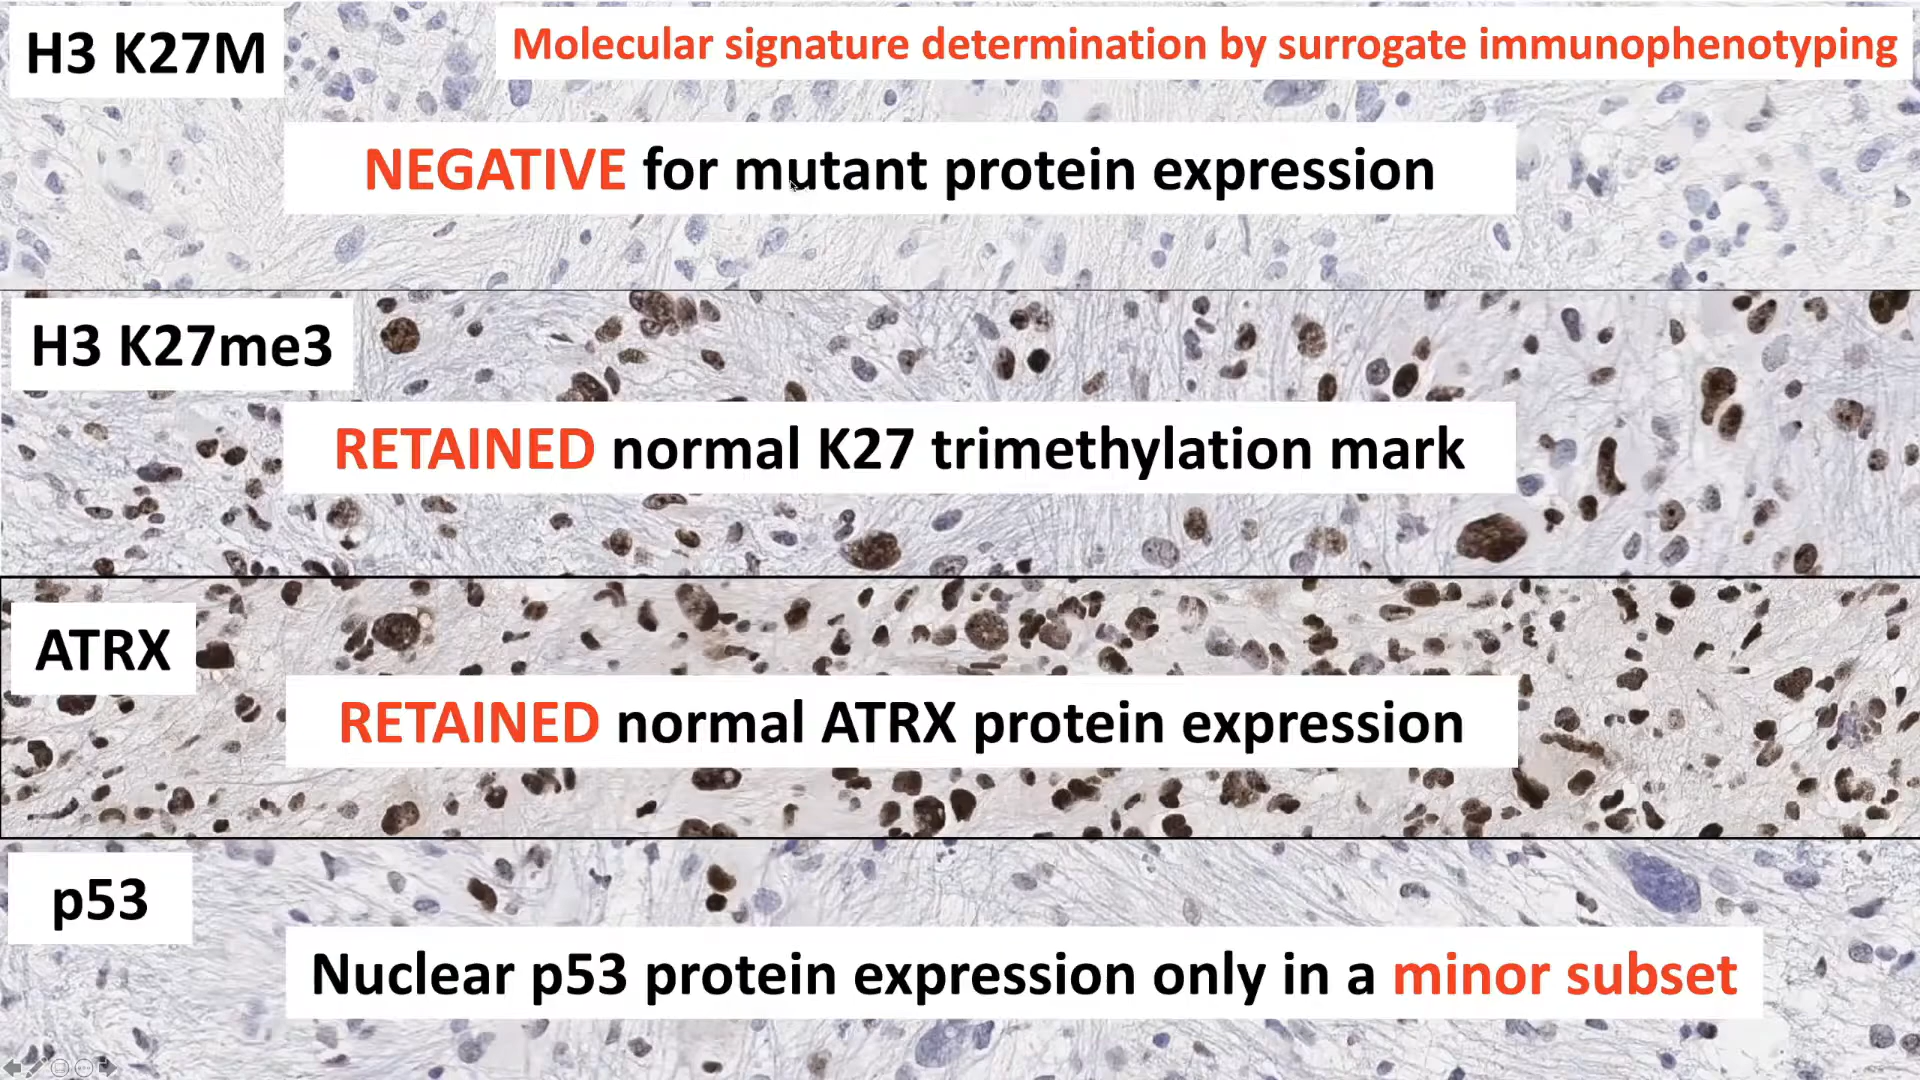 H3 K27M
Molecular signature determination by surrogate immunophenotyping
NEGATIVE for mutant protein expression
H3 K27me3
RETAINED normal K27 trimethylation mark
ATRX
RETAINED normal ATRX protein expression
p53
Nuclear p53 protein expression only in a minor subset